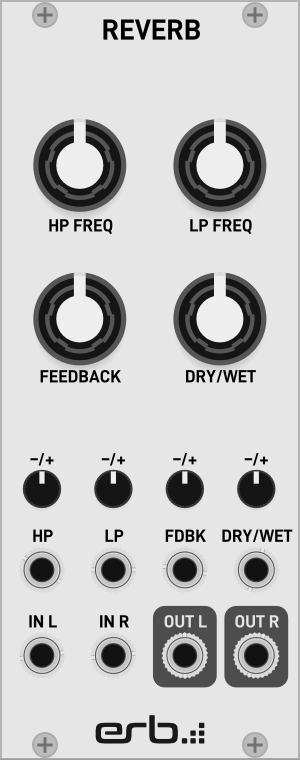 REVERB
HP FREQ LP FREQ
FEEDBACK DRY/WET
−/+ −/+ −/+ −/+
HP LP FDBK DRY/WET
IN L IN R OUT L OUT R
erb